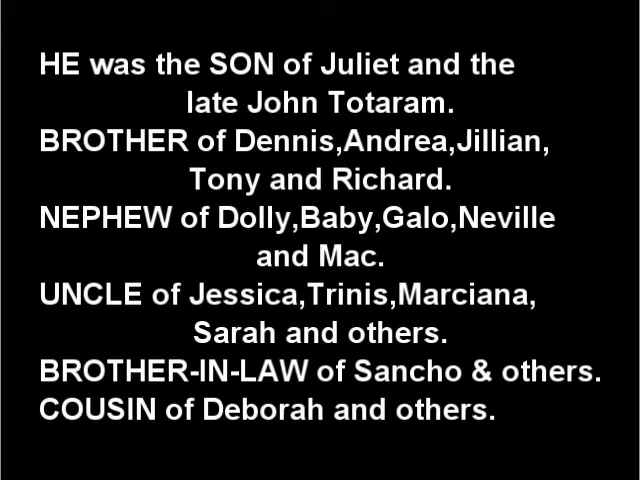 HE was the SON of Juliet and the
late John Totaram.
BROTHER of Dennis,Andrea,Jillian,
Tony and Richard.
NEPHEW of Dolly,Baby,Galo,Neville
and Mac.
UNCLE of Jessica,Trinis,Marciana,
Sarah and others.
BROTHER-IN-LAW of Sancho & others.
COUSIN of Deborah and others.